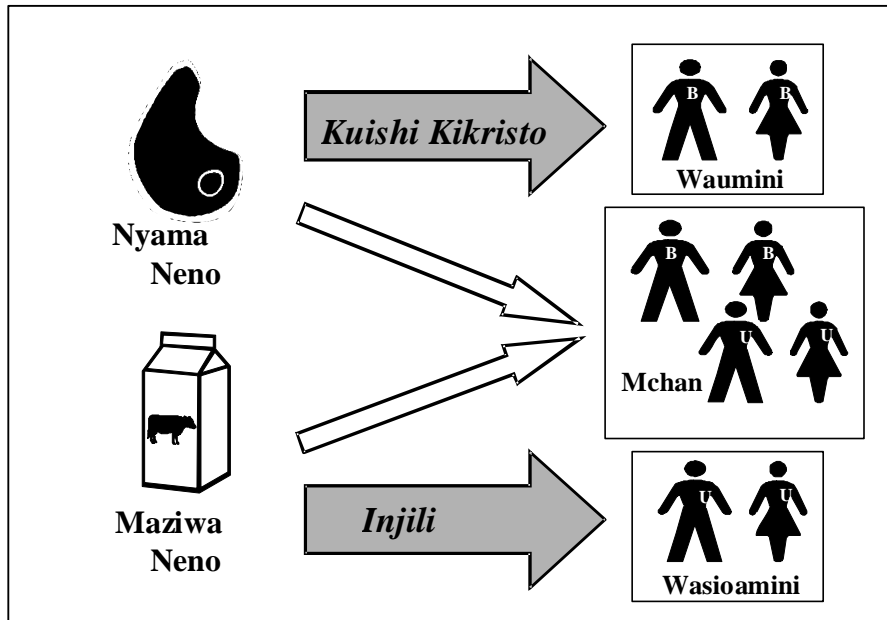 Kuishi Kikristo
B B
Waumini
Nyama
Neno
B B
U U
Mchan
Maziwa
Neno
Injili
U U
Wasioamini